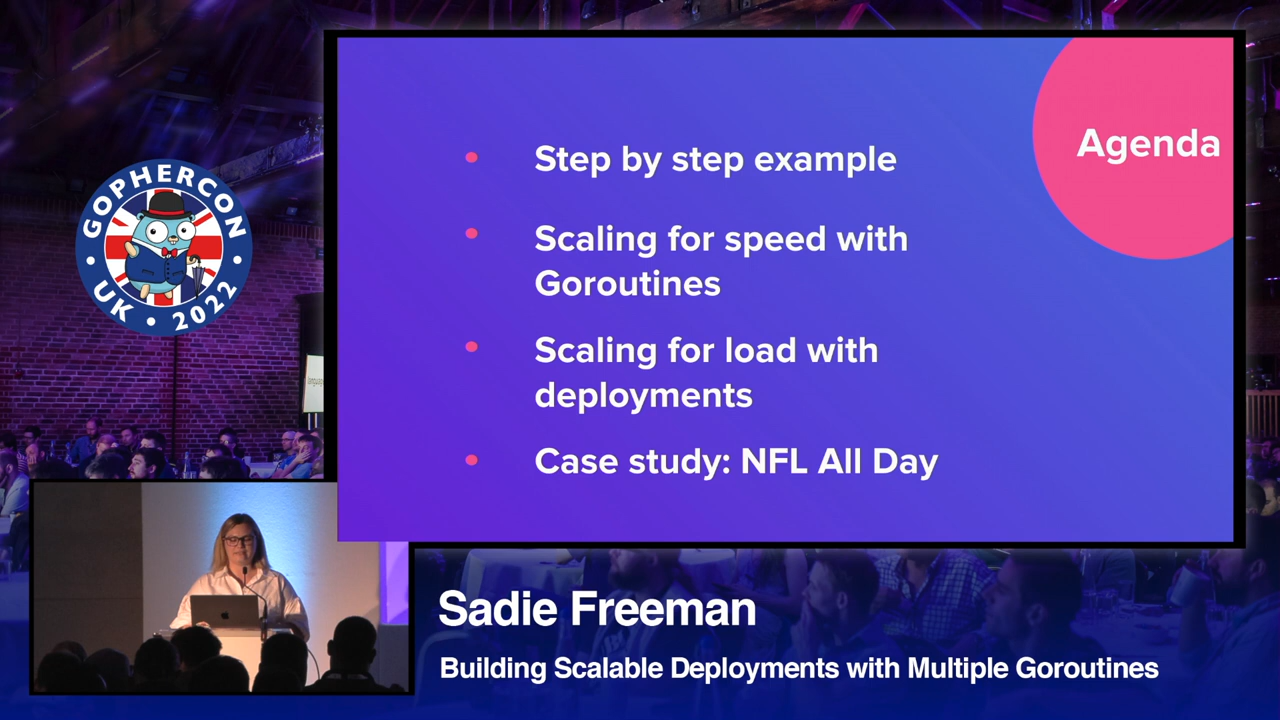 GOPHERCON
UK • 2022
Agenda
• Step by step example
• Scaling for speed with
Goroutines
• Scaling for load with
deployments
• Case study: NFL All Day
Sadie Freeman
Building Scalable Deployments with Multiple Goroutines